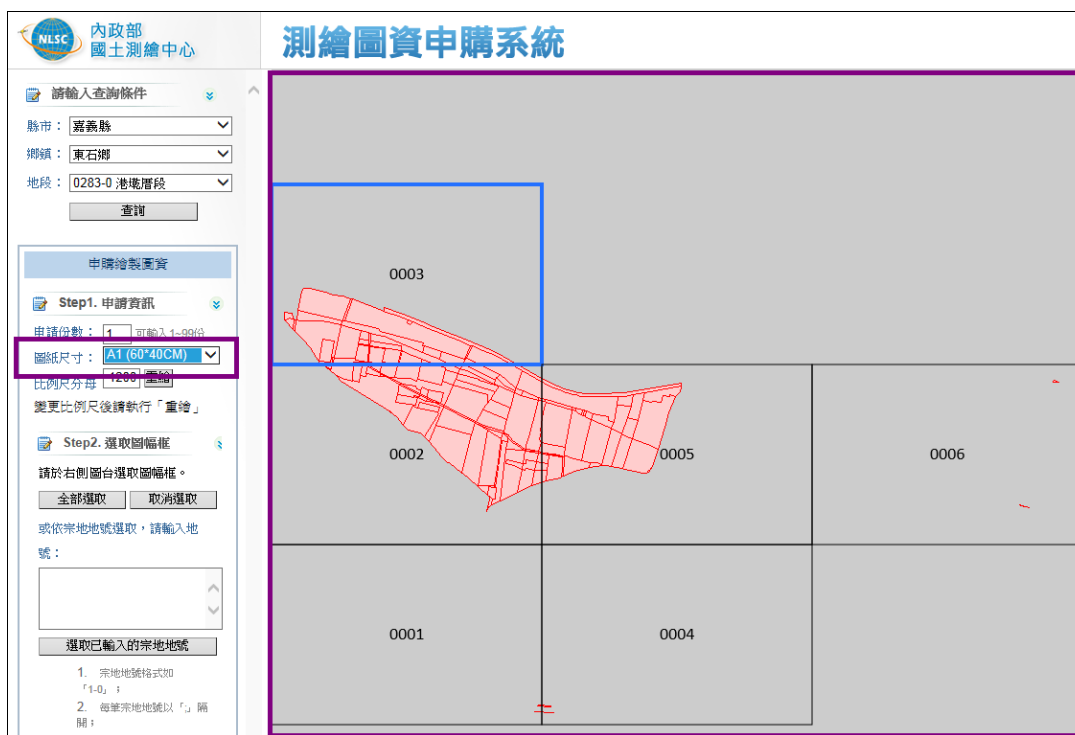 NLSC
內政部
國土測繪中心
測繪圖資申購系統
請輸入查詢條件
縣市： 嘉義縣
鄉鎮： 東石鄉
地段： 0283-0 港墘厝段
查詢
申購繪製圖資
Step1. 申請資訊
申請份數： 1 可輸入1~99份
圖紙尺寸： A1 (60*40CM)
比例尺分母 1200 重繪
變更比例尺後請執行「重繪」
Step2. 選取圖幅框
請於右側圖台選取圖幅框。
全部選取 取消選取
或依宗地地號選取，請輸入地
號：
選取已輸入的宗地地號
1. 宗地地號格式如
「1-0」；
2. 每筆宗地地號以「;」隔
開；
0003
0002
0005
0006
0001
0004